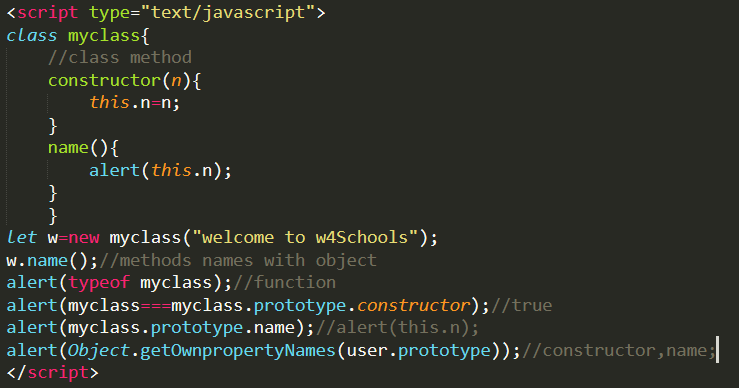 <script type="text/javascript">
class myclass{
//class method
constructor(n){
this.n=n;
}
name(){
alert(this.n);
}
}
let w=new myclass("welcome to w4Schools");
w.name();//methods names with object
alert(typeof myclass);//function
alert(myclass===myclass.prototype.constructor);//true
alert(myclass.prototype.name);//alert(this.n);
alert(Object.getOwnpropertyNames(user.prototype));//constructor,name;
</script>